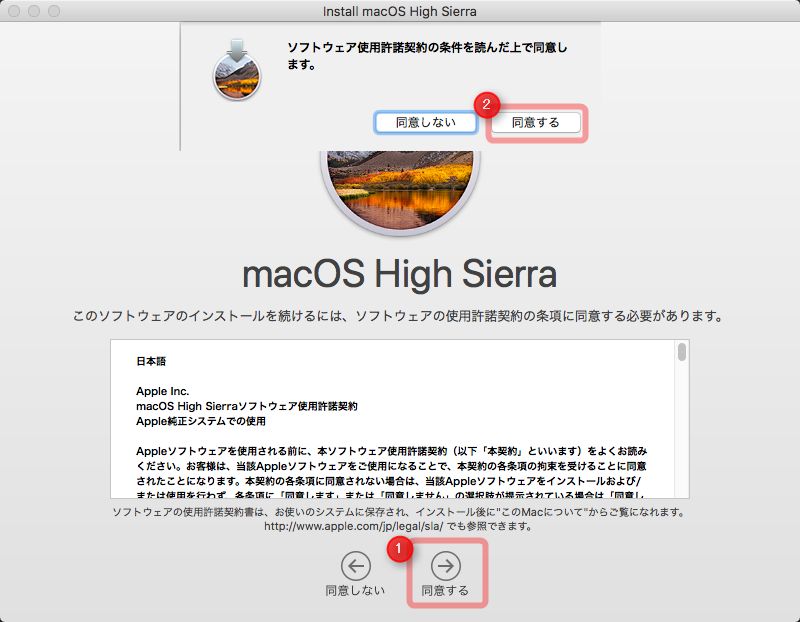 Install macOS High Sierra
ソフトウェア使用許諾契約の条件を読んだ上で同意し
ます。
2
同意しない
同意する
macOS High Sierra
このソフトウェアのインストールを続けるには、ソフトウェアの使用許諾契約の条項に同意する必要があります。
日本語
Apple Inc.
macOS High Sierraソフトウェア使用許諾契約
Apple純正システムでの使用
Appleソフトウェアを使用される前に、本ソフトウェア使用許諾契約（以下「本契約」といいます）をよくお読み
ください。お客様は、当該Appleソフトウェアをご使用になることで、本契約の各条項の拘束を受けることに同意
されたことになります。本契約の各条項に同意されない場合は、当該Appleソフトウェアをインストールおよび/
または使用を行わず、各条項に「同意します」または「同意しません」の選択肢が提示されている場合は「同意し
ソフトウェアの使用許諾契約書は、お使いのシステムに保存され、インストール後に"このMacについて"からご覧になれます。
http://www.apple.com/jp/legal/sla/ でも参照できます。
1
同意しない
同意する